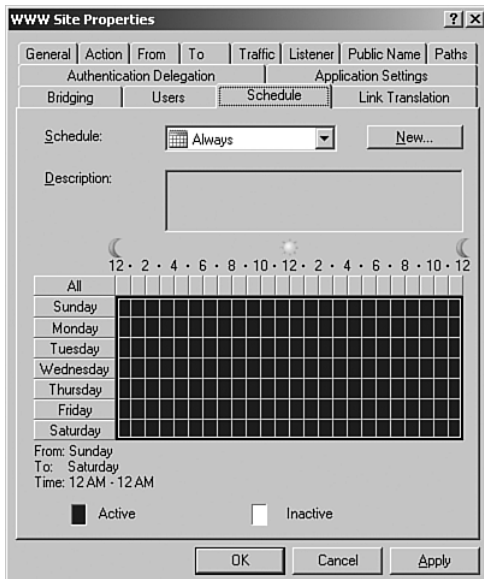 WWW Site Properties
General Action From To Traffic Listener Public Name Paths
Authentication Delegation Application Settings
Bridging Users Schedule Link Translation
Schedule: Always New...
Description:
12 · 2 · 4 · 6 · 8 · 10 · 12 · 2 · 4 · 6 · 8 · 10 · 12
All
Sunday
Monday
Tuesday
Wednesday
Thursday
Friday
Saturday
From: Sunday
To: Saturday
Time: 12 AM - 12 AM
Active Inactive
OK Cancel Apply